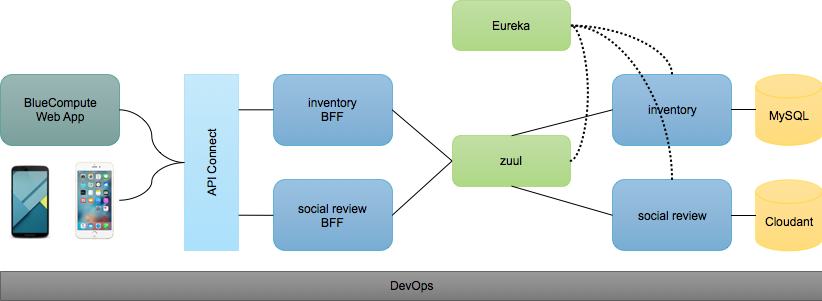 Eureka
BlueCompute
Web App
API Connect
inventory
BFF
zuul
inventory
MySQL
social review
BFF
social review
Cloudant
DevOps